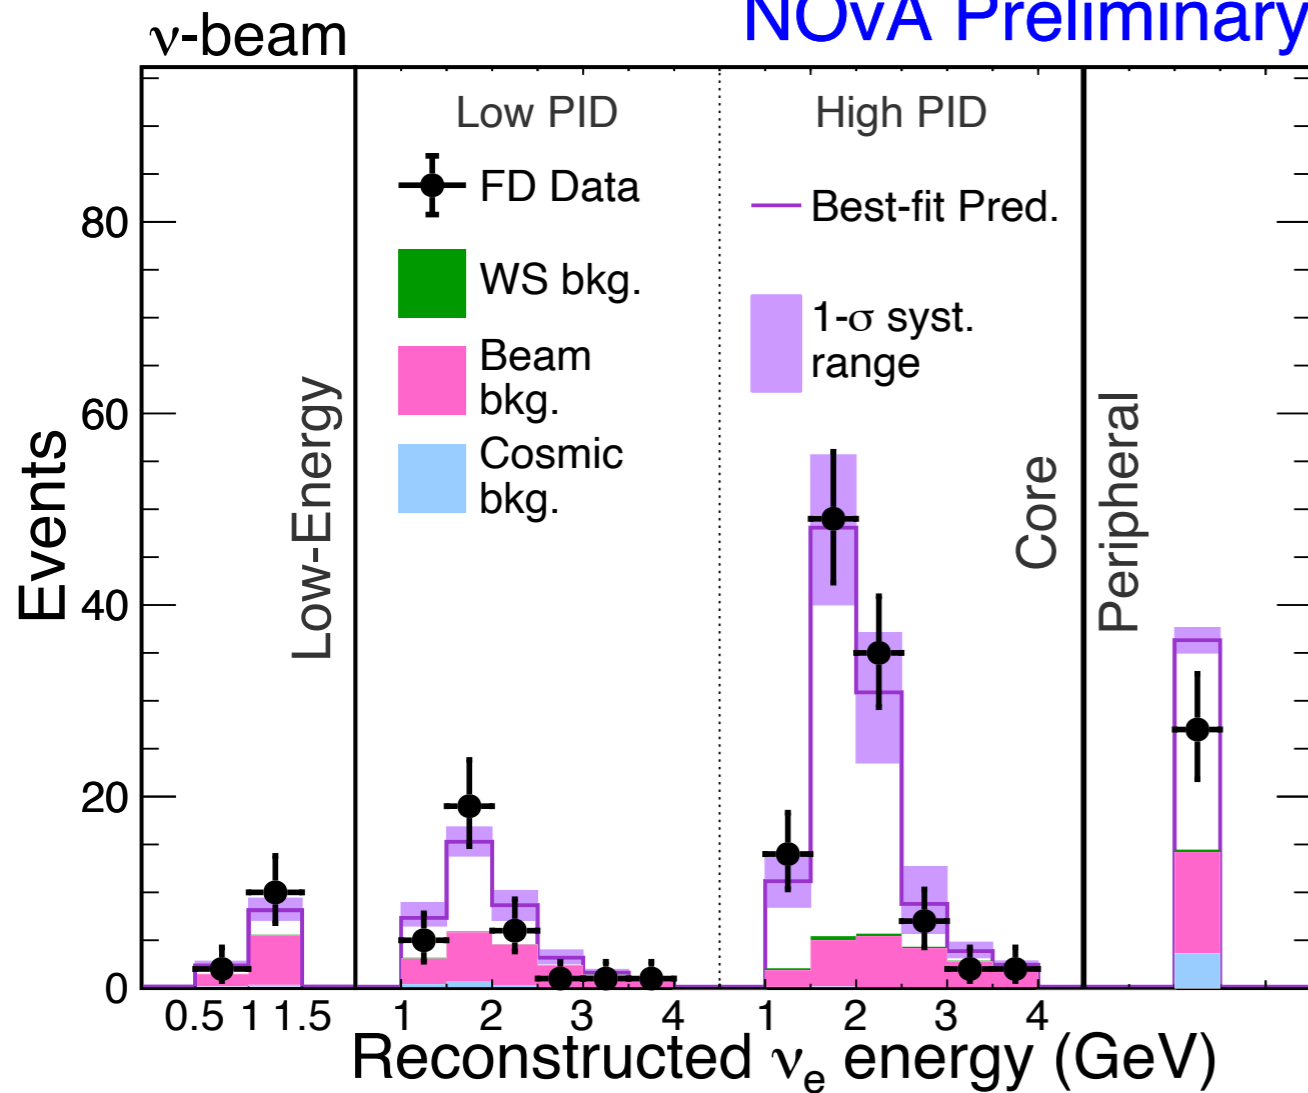 ν-beam
NOvA Preliminary
Low PID
High PID
FD Data
WS bkg.
Beam
bkg.
Cosmic
bkg.
Best-fit Pred.
1-σ syst.
range
Low-Energy
Core
Peripheral
Events
80
60
40
20
0
0.5 1 1.5 1 2 3 4 1 2 3 4
Reconstructed νe energy (GeV)